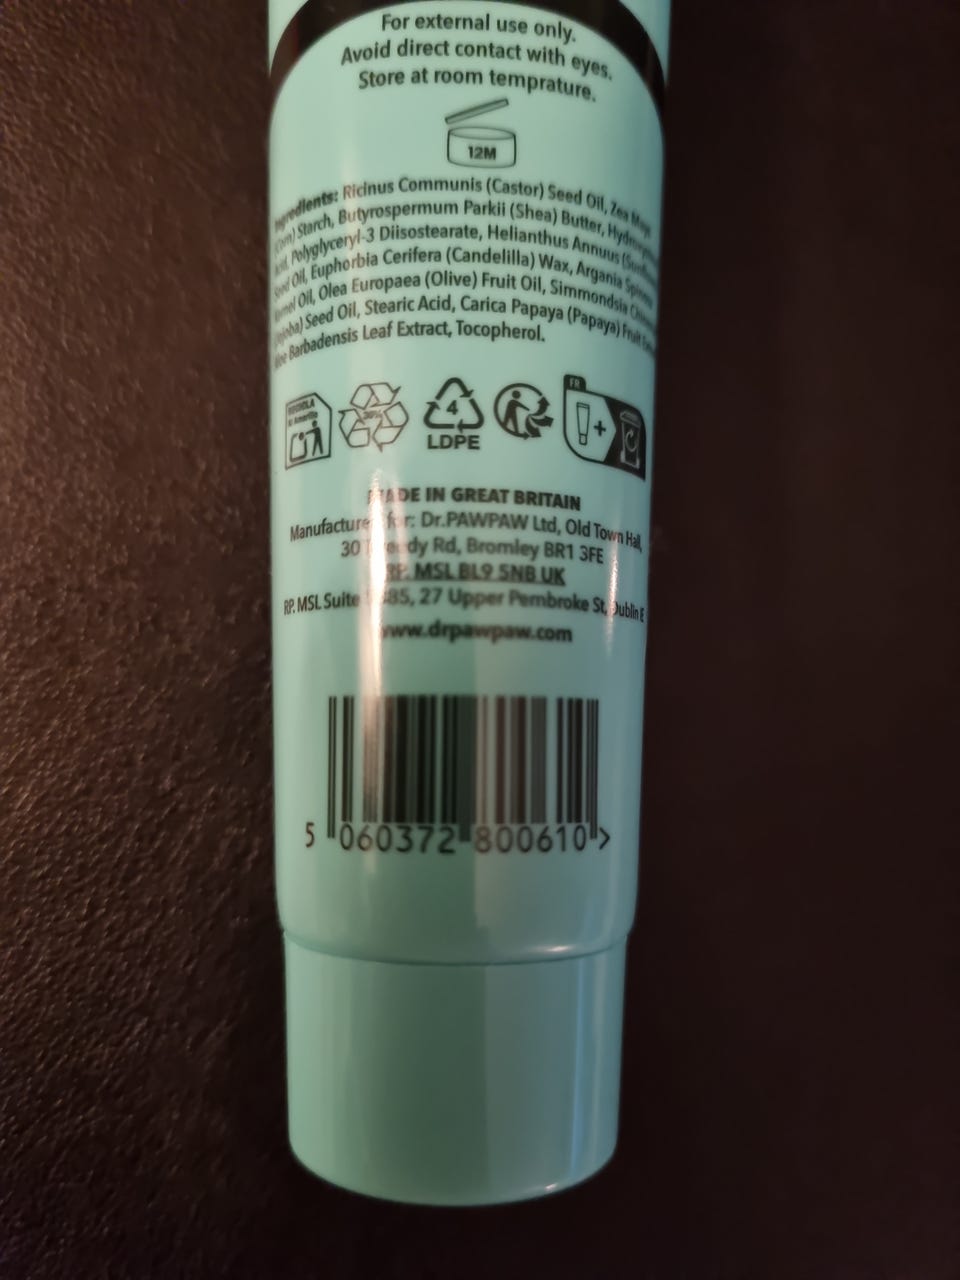 For external use only.
Avoid direct contact with eyes.
Store at room temprature.
12M
Ingredients: Ricinus Communis (Castor) Seed Oil, Zea Mays
(Corn) Starch, Butyrospermum Parkii (Shea) Butter,
Acid, Polyglyceryl-3 Diisostearate, Helianthus Annuus
Seed Oil, Euphorbia Cerifera (Candelilla) Wax, Argania Spinosa
Kernel Oil, Olea Europaea (Olive) Fruit Oil, Simmondsia
(Jojoba) Seed Oil, Stearic Acid, Carica Papaya (Papaya) Fruit
Aloe Barbadensis Leaf Extract, Tocopherol.
FR
4
LDPE
+
MADE IN GREAT BRITAIN
Manufactured for: Dr.PAWPAW Ltd, Old Town Hall,
30 Rd, Bromley BR1 3FE
RP. MSL BL9 5NB UK
RP. MSL Suite 27 Upper Pembroke St, Dublin
www.drpawpaw.com
5 060372 800610 >